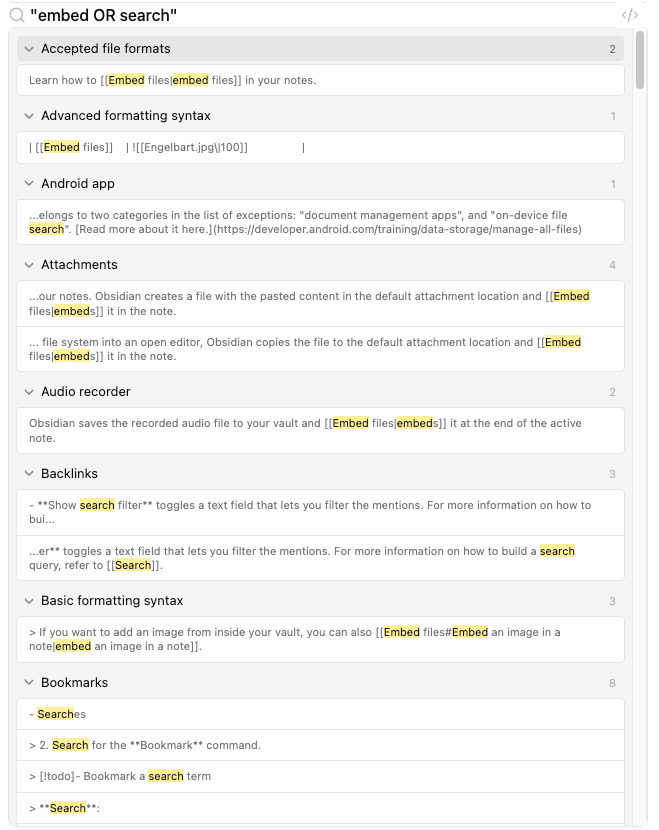 "embed OR search"
</>
Accepted file formats 2
Learn how to [[Embed files|embed files]] in your notes.
Advanced formatting syntax 1
| [[Embed files]] | ![[Engelbart.jpg\|100]] |
Android app 1
...elongs to two categories in the list of exceptions: "document management apps", and "on-device file
search". [Read more about it here.](https://developer.android.com/training/data-storage/manage-all-files)
Attachments 4
...our notes. Obsidian creates a file with the pasted content in the default attachment location and [[Embed
files|embeds]] it in the note.
... file system into an open editor, Obsidian copies the file to the default attachment location and [[Embed
files|embeds]] it in the note.
Audio recorder 2
Obsidian saves the recorded audio file to your vault and [[Embed files|embeds]] it at the end of the active
note.
Backlinks 3
- **Show search filter** toggles a text field that lets you filter the mentions. For more information on how to
bui...
...er** toggles a text field that lets you filter the mentions. For more information on how to build a search
query, refer to [[Search]].
Basic formatting syntax 3
> If you want to add an image from inside your vault, you can also [[Embed files#Embed an image in a
note|embed an image in a note]].
Bookmarks 8
- Searches
> 2. Search for the **Bookmark** command.
> [!todo]- Bookmark a search term
> **Search**: